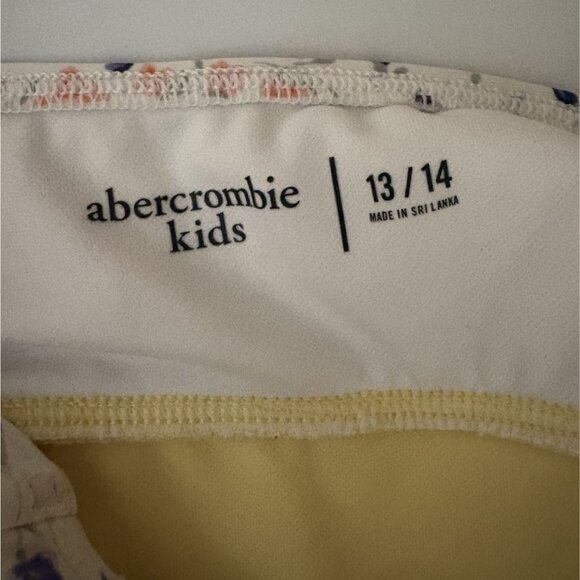 abercrombie
kids
13 / 14
MADE IN SRI LANKA